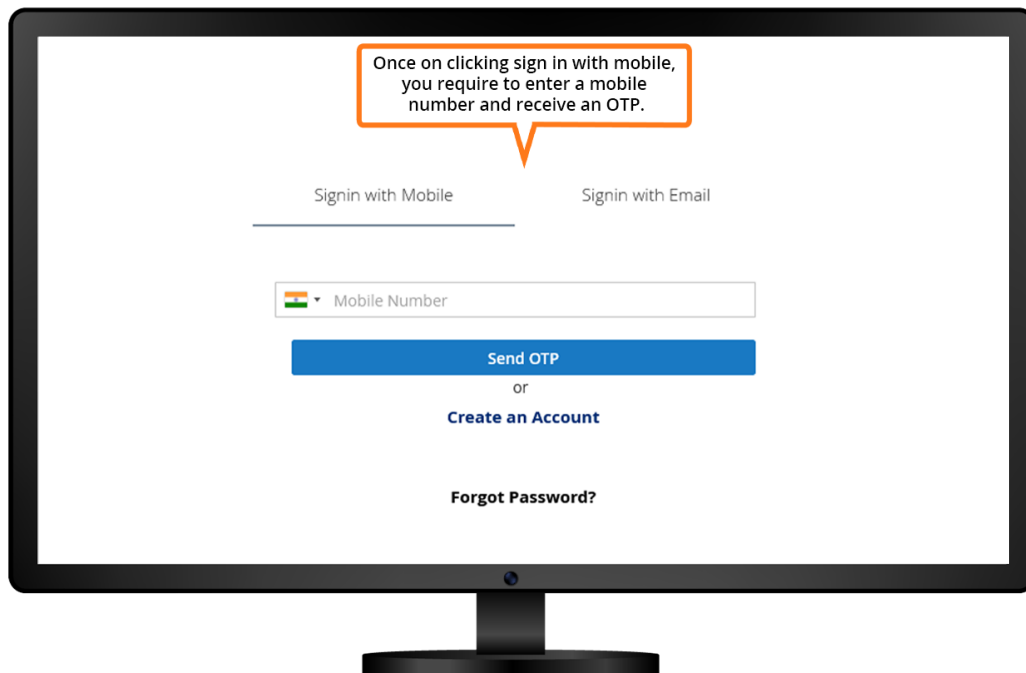 Once on clicking sign in with mobile,
you require to enter a mobile
number and receive an OTP.
Signin with Mobile
Signin with Email
Mobile Number
Send OTP
or
Create an Account
Forgot Password?